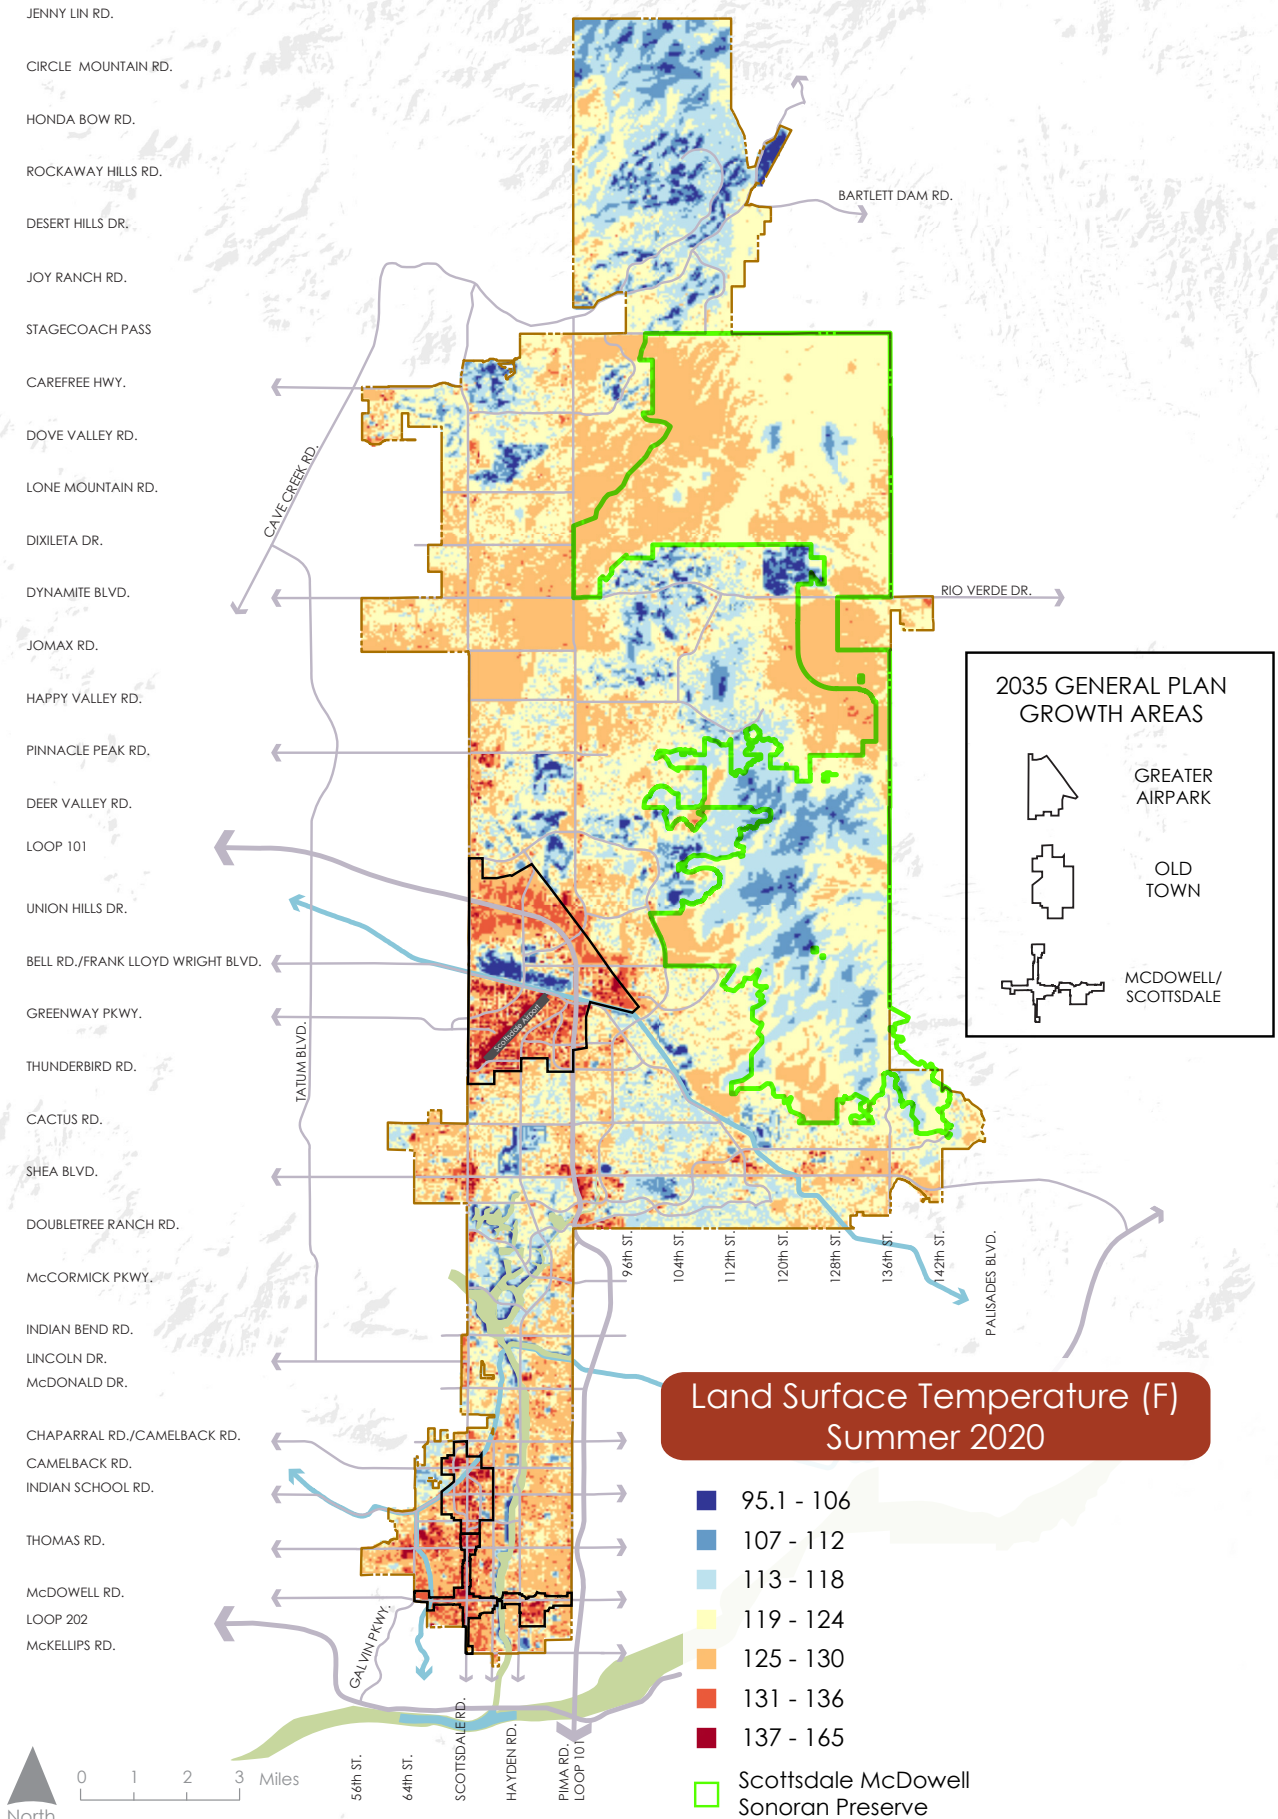 JENNY LIN RD.
CIRCLE MOUNTAIN RD.
HONDA BOW RD.
ROCKAWAY HILLS RD.
DESERT HILLS DR.
JOY RANCH RD.
STAGECOACH PASS
CAREFREE HWY.
DOVE VALLEY RD.
LONE MOUNTAIN RD.
DIXILETA DR.
DYNAMITE BLVD.
JOMAX RD.
HAPPY VALLEY RD.
PINNACLE PEAK RD.
DEER VALLEY RD.
LOOP 101
UNION HILLS DR.
BELL RD./FRANK LLOYD WRIGHT BLVD.
GREENWAY PKWY.
THUNDERBIRD RD.
CACTUS RD.
SHEA BLVD.
DOUBLETREE RANCH RD.
McCORMICK PKWY.
INDIAN BEND RD.
LINCOLN DR.
McDONALD DR.
CHAPARRAL RD./CAMELBACK RD.
CAMELBACK RD.
INDIAN SCHOOL RD.
THOMAS RD.
McDOWELL RD.
LOOP 202
McKELLIPS RD.
BARTLETT DAM RD.
CAVE CREEK RD.
RIO VERDE DR.
TATUM BLVD.
Scottsdale Airport
96th ST.
104th ST.
112th ST.
120th ST.
128th ST.
136th ST.
142th ST.
PALISADES BLVD.
GALVIN PKWY.
56th ST.
64th ST.
SCOTTSDALE RD.
HAYDEN RD.
PIMA RD.
LOOP 101
2035 GENERAL PLAN
GROWTH AREAS
GREATER
AIRPARK
OLD
TOWN
MCDOWELL/
SCOTTSDALE
Land Surface Temperature (F)
Summer 2020
95.1 - 106
107 - 112
113 - 118
119 - 124
125 - 130
131 - 136
137 - 165
Scottsdale McDowell
Sonoran Preserve
0 1 2 3 Miles
North